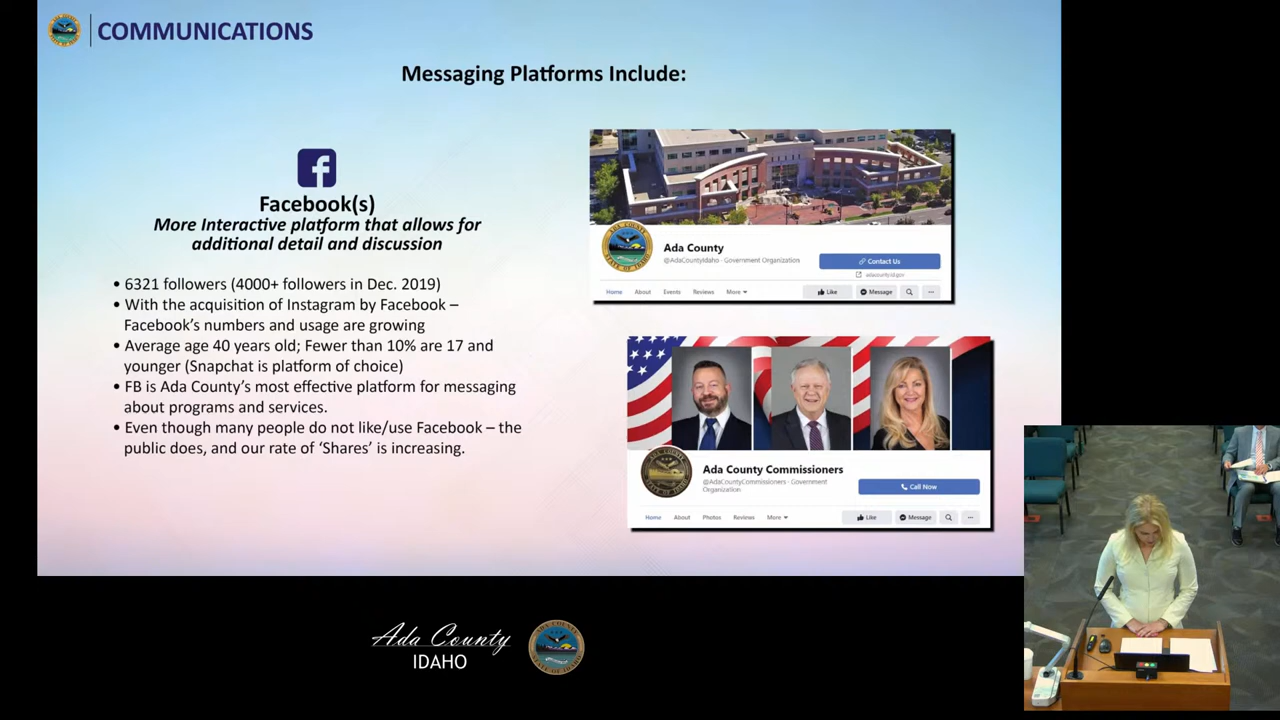 COMMUNICATIONS
Messaging Platforms Include:
Facebook(s)
More Interactive platform that allows for
additional detail and discussion
• 6321 followers (4000+ followers in Dec. 2019)
• With the acquisition of Instagram by Facebook –
Facebook's numbers and usage are growing
• Average age 40 years old; Fewer than 10% are 17 and
younger (Snapchat is platform of choice)
• FB is Ada County's most effective platform for messaging
about programs and services.
• Even though many people do not like/use Facebook – the
public does, and our rate of 'Shares' is increasing.
Ada County
@AdaCountyIdaho · Government Organization
Contact Us
adacounty.id.gov
Home About Events Reviews More Like Message
Ada County Commissioners
@AdaCountyCommissioners · Government
Organization
Call Now
Home About Photos Reviews More Like Message
Ada County
IDAHO